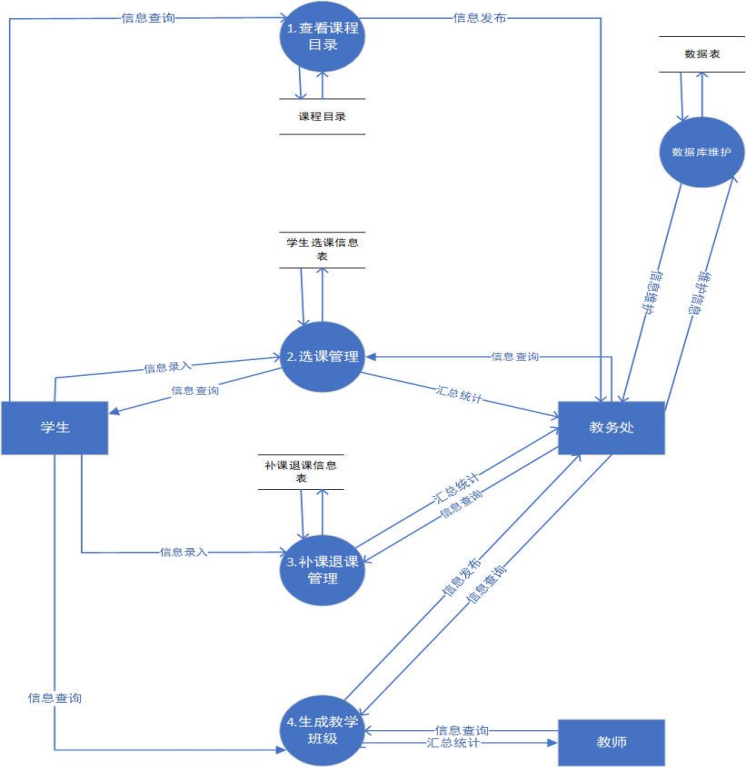 信息查询
1.查看课程
目录
信息发布
数据表
课程目录
数据库维护
学生选课信息
表
信息维护
维护信息
2.选课管理
信息查询
信息录入
信息查询
汇总统计
学生
教务处
补课退课信息
表
汇总统计
信息查询
信息录入
3.补课退课
管理
信息发布
信息查询
信息查询
4.生成教学
班级
信息查询
汇总统计
教师